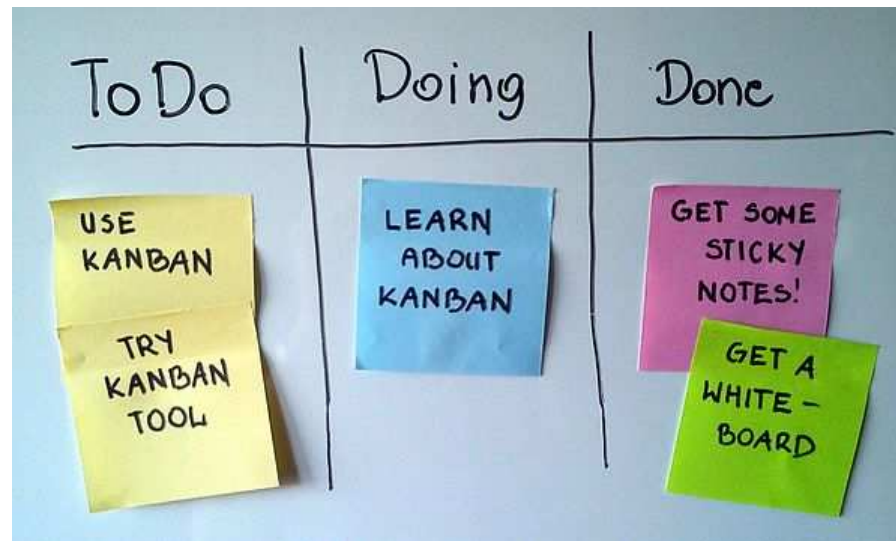 To Do
Doing
Done
USE
KANBAN
TRY
KANBAN
TOOL
LEARN
ABOUT
KANBAN
GET SOME
STICKY
NOTES!
GET A
WHITE-
BOARD